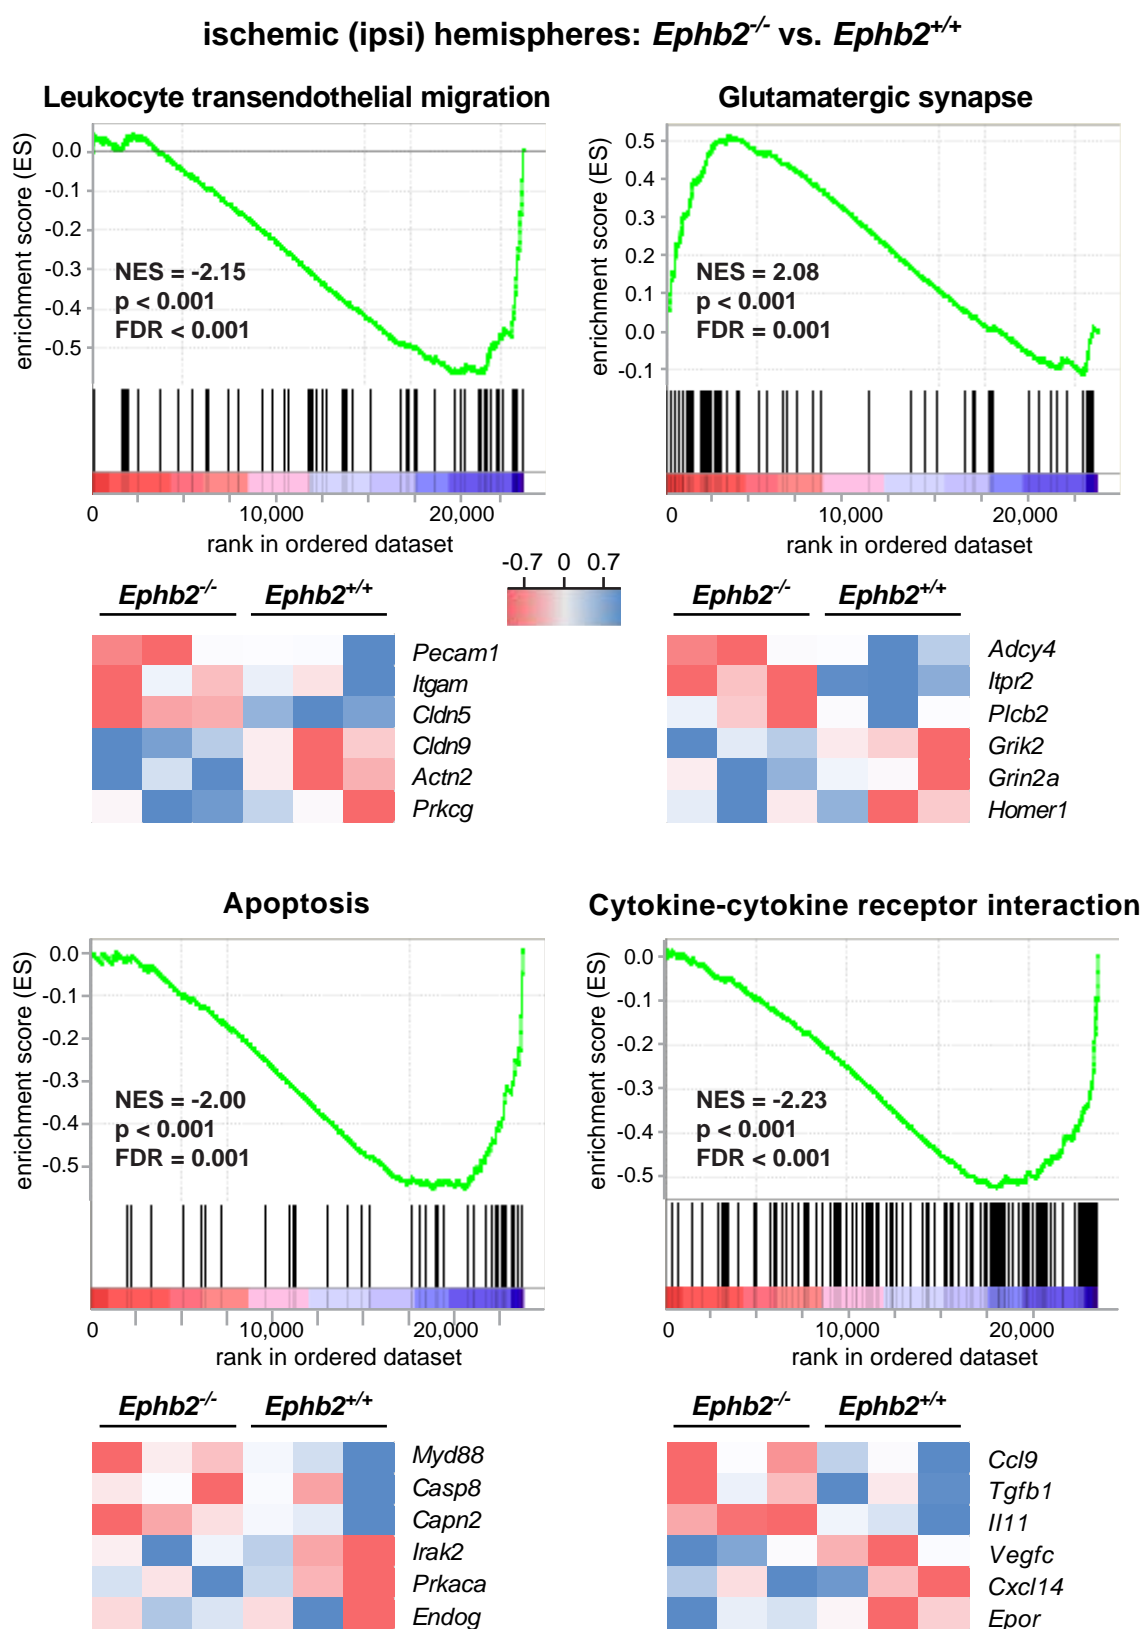 ischemic (ipsi) hemispheres: Ephb2-/- vs. Ephb2+/+
Leukocyte transendothelial migration
enrichment score (ES)
0.0
-0.1
-0.2
-0.3
-0.4
-0.5
NES = -2.15
p < 0.001
FDR < 0.001
0 10,000 20,000
rank in ordered dataset
Glutamatergic synapse
enrichment score (ES)
0.5
0.4
0.3
0.2
0.1
0.0
-0.1
NES = 2.08
p < 0.001
FDR = 0.001
0 10,000 20,000
rank in ordered dataset
-0.7 0 0.7
Ephb2-/- Ephb2+/+
Pecam1
Itgam
Cldn5
Cldn9
Actn2
Prkcg
Ephb2-/- Ephb2+/+
Adcy4
Itpr2
Plcb2
Grik2
Grin2a
Homer1
Apoptosis
enrichment score (ES)
0.0
-0.1
-0.2
-0.3
-0.4
-0.5
NES = -2.00
p < 0.001
FDR = 0.001
0 10,000 20,000
rank in ordered dataset
Cytokine-cytokine receptor interaction
enrichment score (ES)
0.0
-0.1
-0.2
-0.3
-0.4
-0.5
NES = -2.23
p < 0.001
FDR < 0.001
0 10,000 20,000
rank in ordered dataset
Ephb2-/- Ephb2+/+
Myd88
Casp8
Capn2
Irak2
Prkaca
Endog
Ephb2-/- Ephb2+/+
Ccl9
Tgfb1
Il11
Vegfc
Cxcl14
Epor